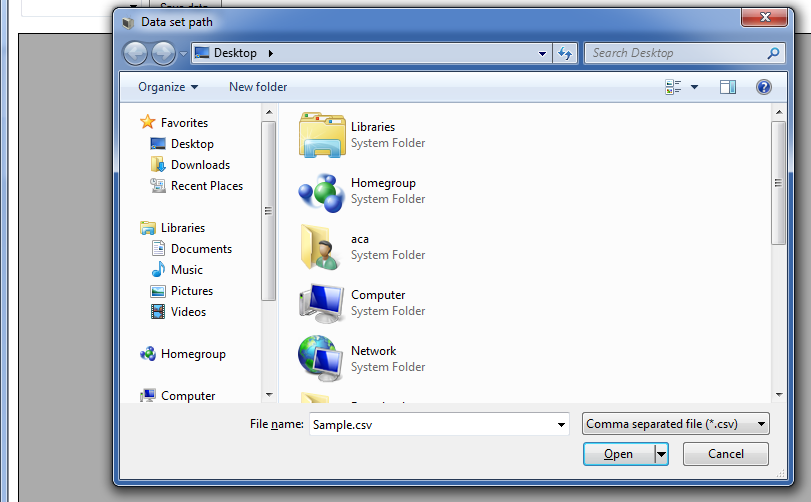 Save data
Data set path
Desktop
Search Desktop
Organize
New folder
Favorites
Desktop
Downloads
Recent Places
Libraries
Documents
Music
Pictures
Videos
Homegroup
Computer
Libraries
System Folder
Homegroup
System Folder
aca
System Folder
Computer
System Folder
Network
System Folder
File name:
Sample.csv
Comma separated file (*.csv)
Open
Cancel